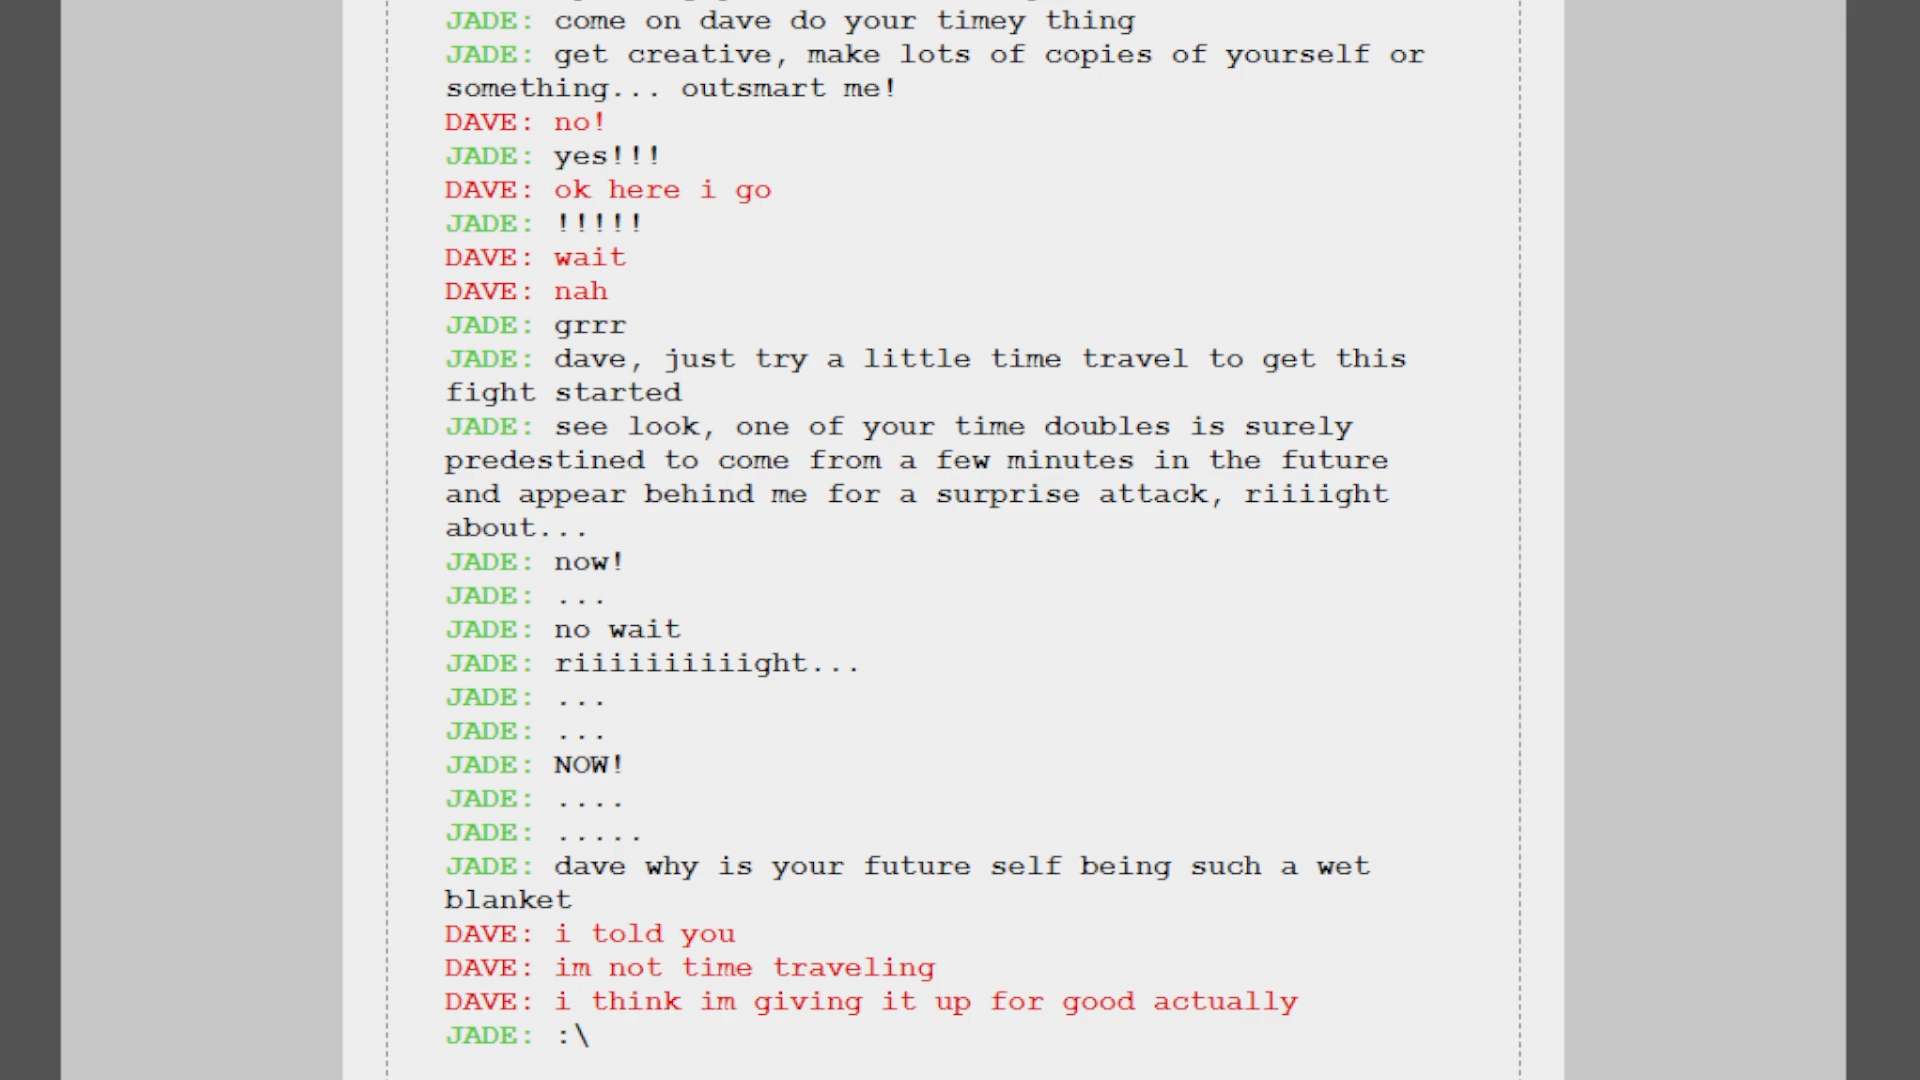 JADE: come on dave do your timey thing
JADE: get creative, make lots of copies of yourself or
something... outsmart me!
DAVE: no!
JADE: yes!!!
DAVE: ok here i go
JADE: !!!!!
DAVE: wait
DAVE: nah
JADE: grrr
JADE: dave, just try a little time travel to get this
fight started
JADE: see look, one of your time doubles is surely
predestined to come from a few minutes in the future
and appear behind me for a surprise attack, riiiight
about...
JADE: now!
JADE: ...
JADE: no wait
JADE: riiiiiiiiiight...
JADE: ...
JADE: ...
JADE: NOW!
JADE: ....
JADE: .....
JADE: dave why is your future self being such a wet
blanket
DAVE: i told you
DAVE: im not time traveling
DAVE: i think im giving it up for good actually
JADE: :\